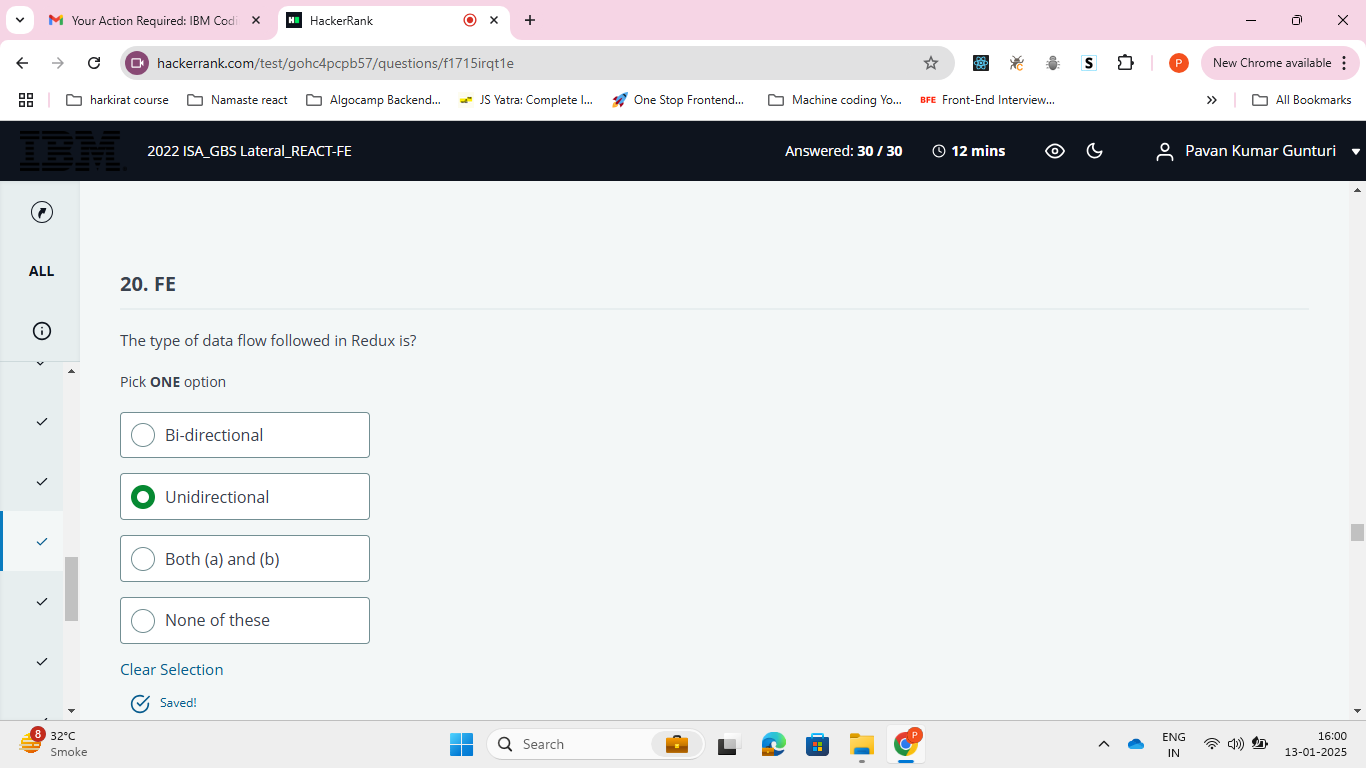 Your Action Required: IBM Codi
HackerRank
hackerrank.com/test/gohc4pcpb57/questions/f1715irqt1e
S
P
New Chrome available
harkirat course
Namaste react
Algocamp Backend...
JS Yatra: Complete I...
One Stop Frontend...
Machine coding Yo...
BFE Front-End Interview...
All Bookmarks
IBM
2022 ISA_GBS Lateral_REACT-FE
Answered: 30 / 30
12 mins
Pavan Kumar Gunturi
ALL
20. FE
The type of data flow followed in Redux is?
Pick ONE option
Bi-directional
Unidirectional
Both (a) and (b)
None of these
Clear Selection
Saved!
8
32°C
Smoke
Search
P
ENG
IN
16:00
13-01-2025